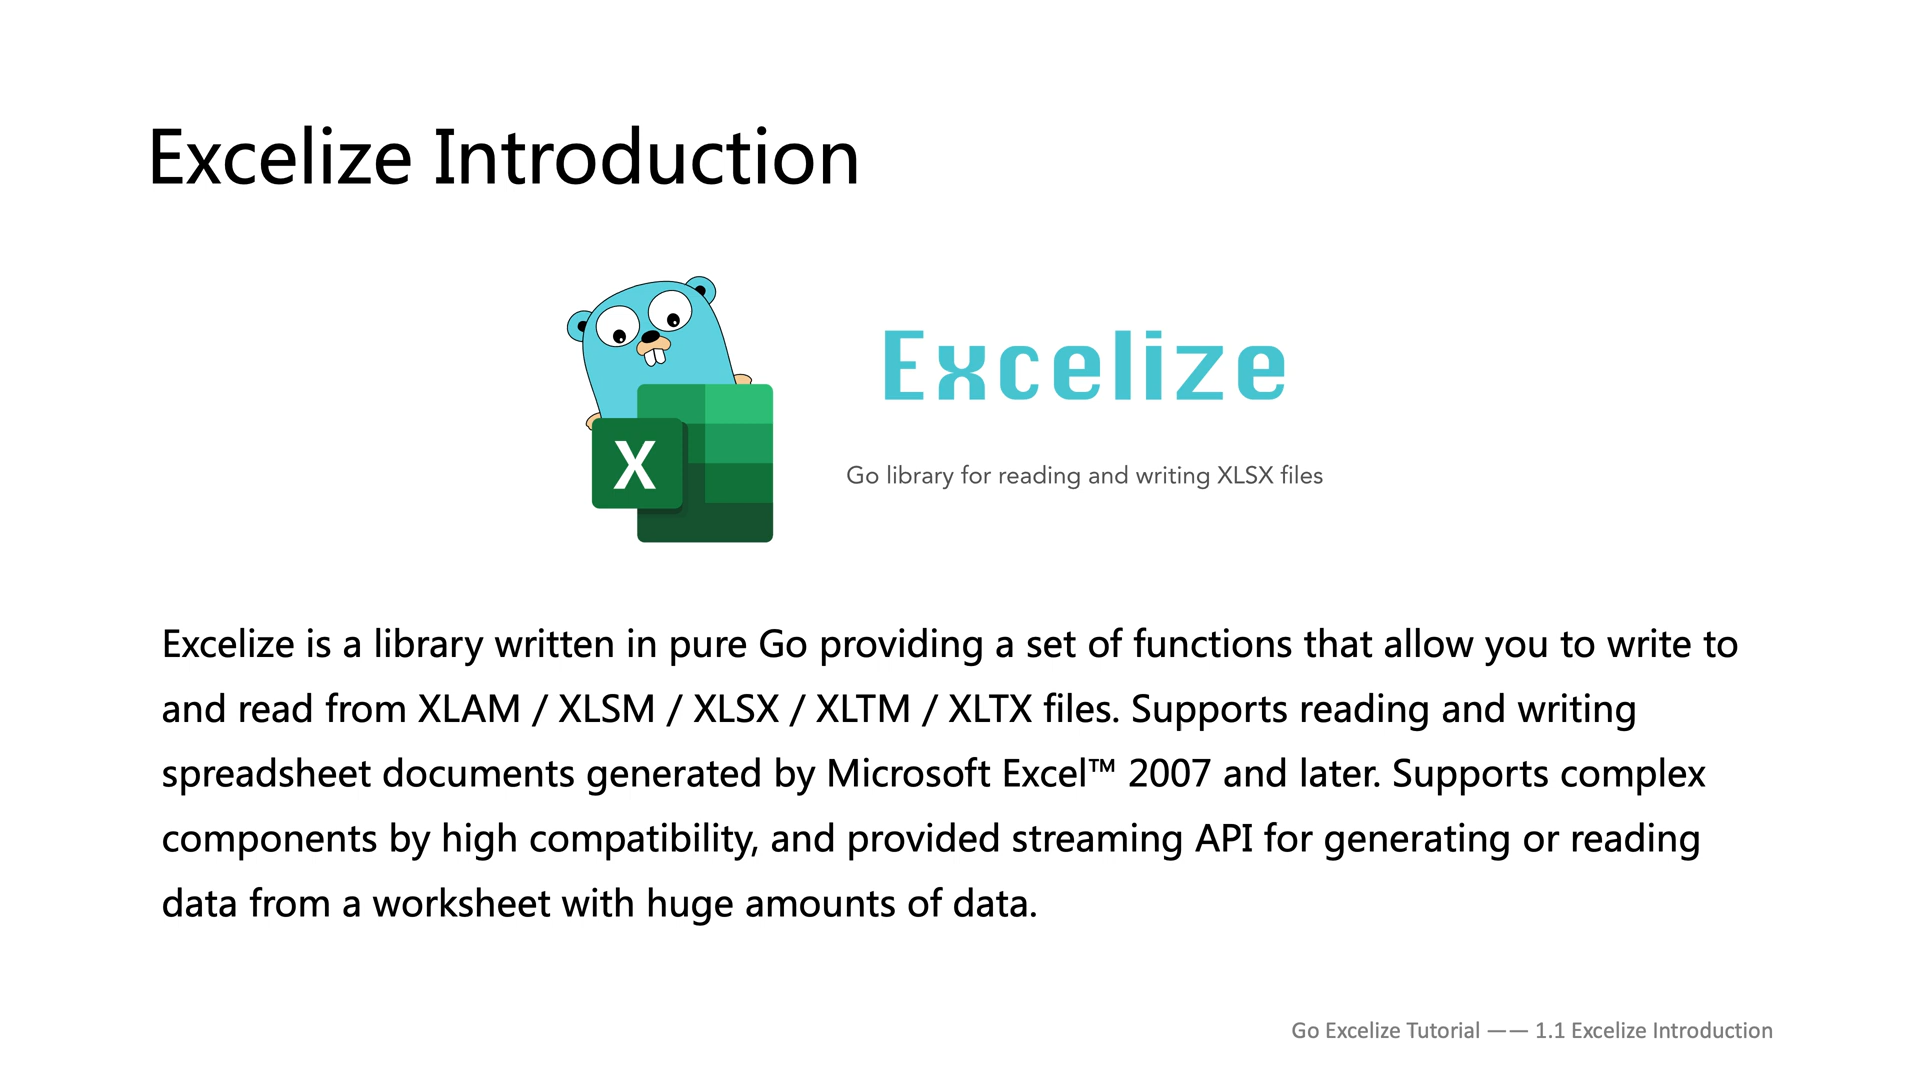 Excelize Introduction
Excelize
X
Go library for reading and writing XLSX files
Excelize is a library written in pure Go providing a set of functions that allow you to write to
and read from XLAM / XLSM / XLSX / XLTM / XLTX files. Supports reading and writing
spreadsheet documents generated by Microsoft Excel™ 2007 and later. Supports complex
components by high compatibility, and provided streaming API for generating or reading
data from a worksheet with huge amounts of data.
Go Excelize Tutorial —— 1.1 Excelize Introduction